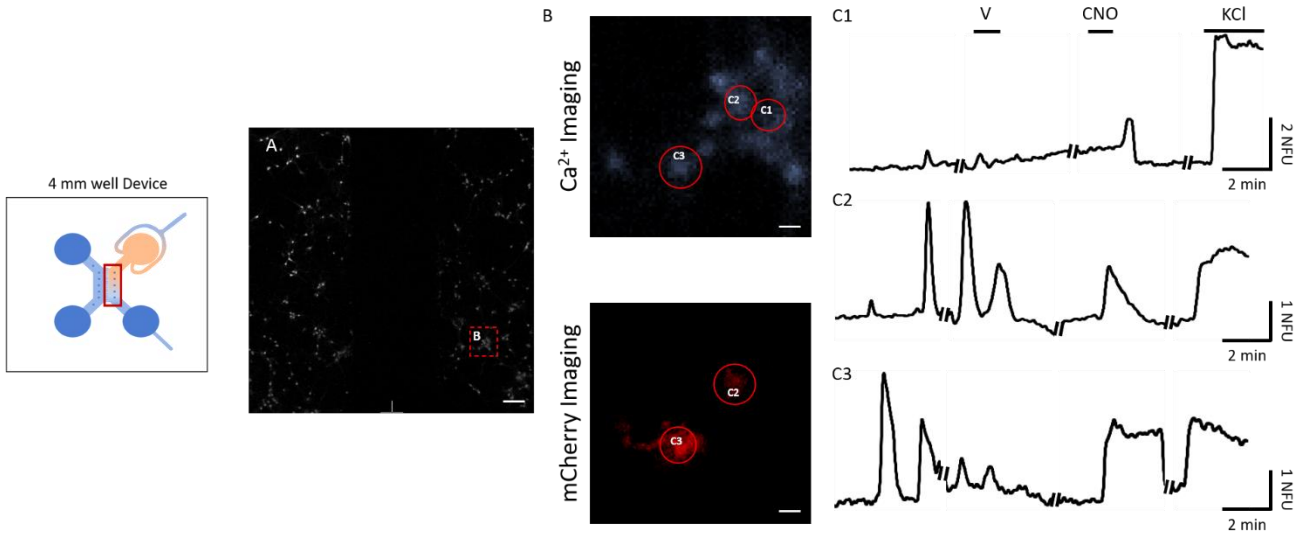 4 mm well Device
A
B
B
Ca²⁺ Imaging
C2
C1
C3
mCherry Imaging
C2
C3
C1
V
CNO
KCl
2 NFU
2 min
C2
1 NFU
2 min
C3
1 NFU
2 min